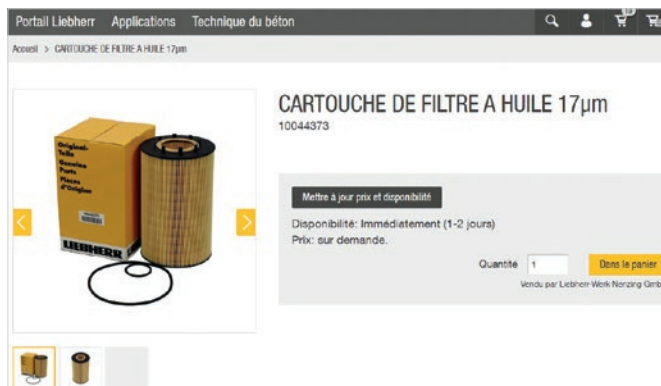 Portail Liebherr Applications Technique du béton
Accueil > CARTOUCHE DE FILTRE A HUILE 17µm
CARTOUCHE DE FILTRE A HUILE 17µm
10044373
Original-
Teile
Genuine
Parts
Pièces
d'Origine
LIEBHERR
Mettre à jour prix et disponibilité
Disponibilité: Immédiatement (1-2 jours)
Prix: sur demande.
Quantité 1 Dans le panier
Vendu par Liebherr-Werk Nenzing Gmb